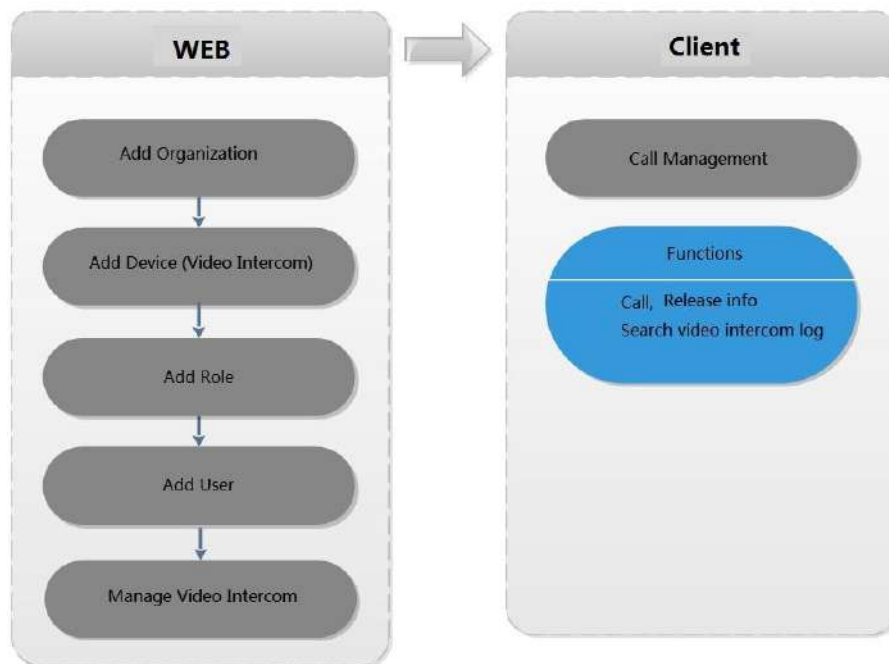 WEB
Add Organization
Add Device (Video Intercom)
Add Role
Add User
Manage Video Intercom
Client
Call Management
Functions
Call, Release info
Search video intercom log